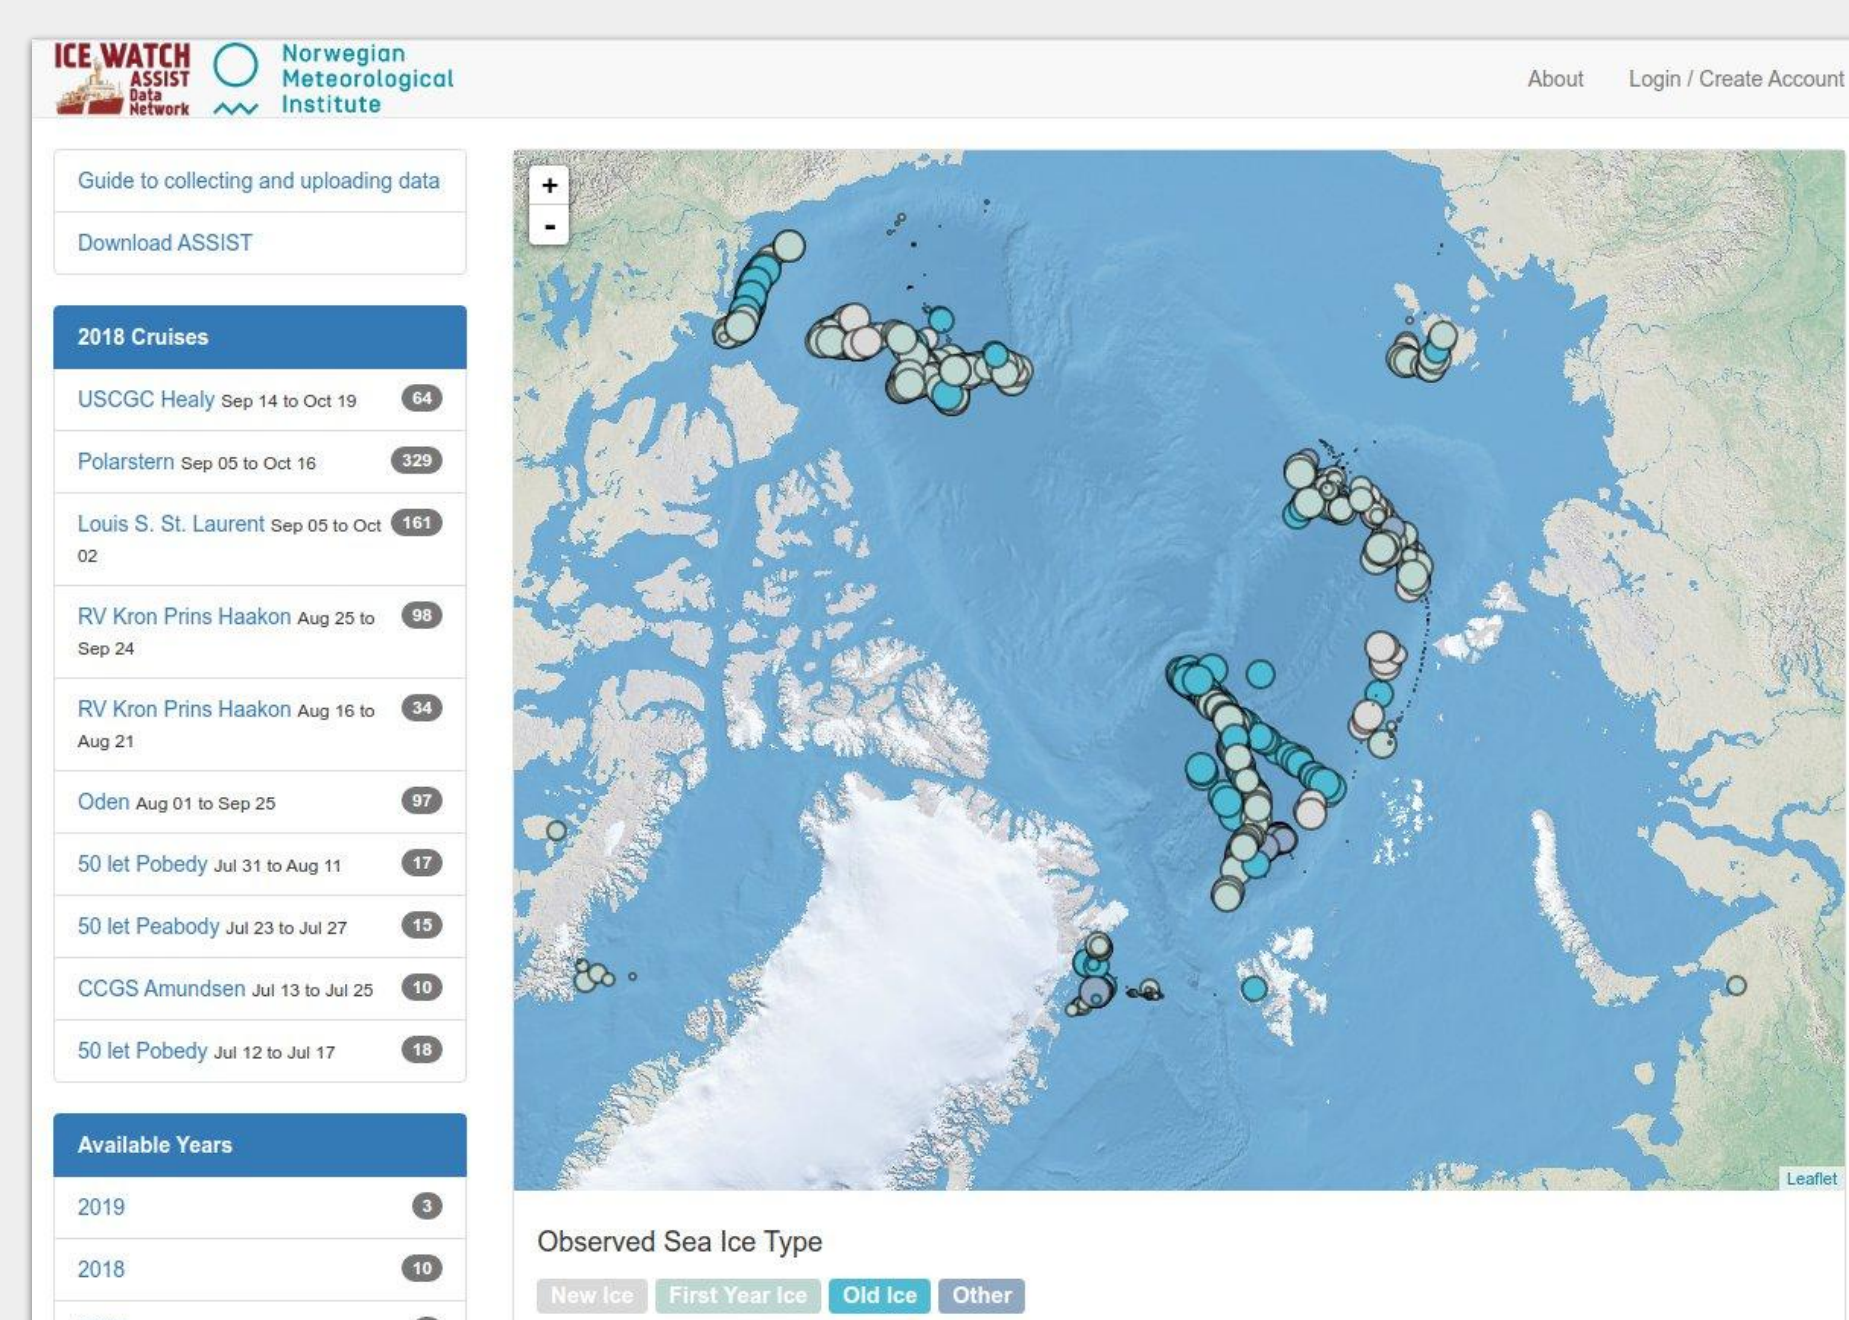 ICE WATCH
ASSIST
Data
Network
Norwegian
Meteorological
Institute
About
Login / Create Account
Guide to collecting and uploading data
Download ASSIST
2018 Cruises
USCGC Healy Sep 14 to Oct 19 64
Polarstern Sep 05 to Oct 16 329
Louis S. St. Laurent Sep 05 to Oct 161
02
RV Kron Prins Haakon Aug 25 to 98
Sep 24
RV Kron Prins Haakon Aug 16 to 34
Aug 21
Oden Aug 01 to Sep 25 97
50 let Pobedy Jul 31 to Aug 11 17
50 let Peabody Jul 23 to Jul 27 15
CCGS Amundsen Jul 13 to Jul 25 10
50 let Pobedy Jul 12 to Jul 17 18
Available Years
2019 3
2018 10
+
-
Leaflet
Observed Sea Ice Type
New Ice First Year Ice Old Ice Other